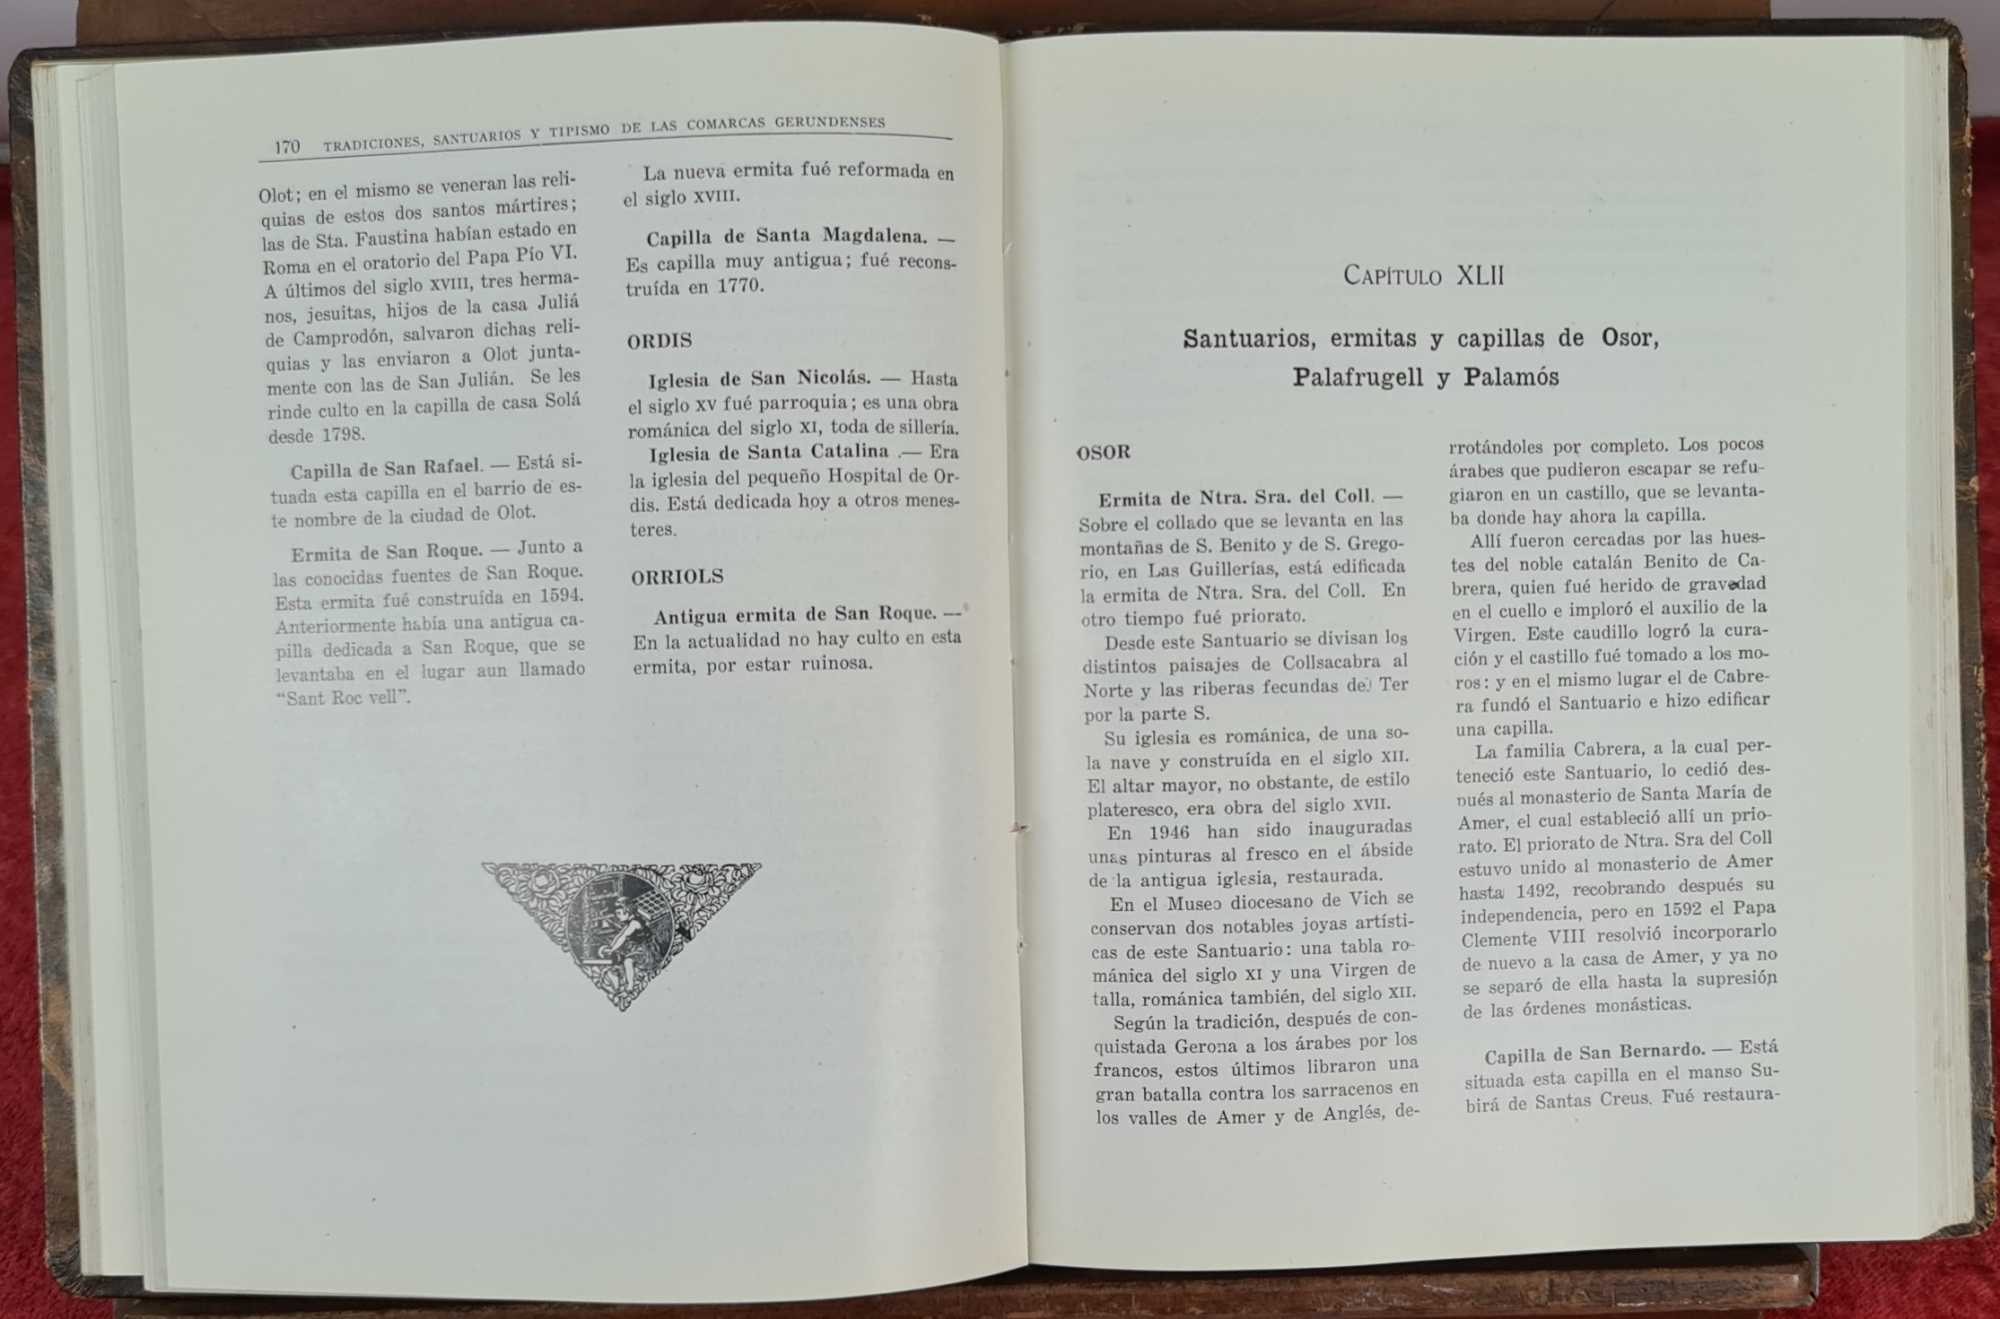 170 TRADICIONES, SANTUARIOS Y TIPISMO DE LAS COMARCAS GERUNDENSES
Olot; en el mismo se veneran las reli-
quias de estos dos santos mártires;
las de Sta. Faustina habían estado en
Roma en el oratorio del Papa Pío VI.
A últimos del siglo XVIII, tres herma-
nos, jesuitas, hijos de la casa Juliá
de Camprodón, salvaron dichas reli-
quias y las enviaron a Olot junta-
mente con las de San Julián. Se les
rinde culto en la capilla de casa Solá
desde 1798.
Capilla de San Rafael. — Está si-
tuada esta capilla en el barrio de es-
te nombre de la ciudad de Olot.
Ermita de San Roque. — Junto a
las conocidas fuentes de San Roque.
Esta ermita fué construída en 1594.
Anteriormente había una antigua ca-
pilla dedicada a San Roque, que se
levantaba en el lugar aun llamado
“Sant Roc vell”.
La nueva ermita fué reformada en
el siglo XVIII.
Capilla de Santa Magdalena. —
Es capilla muy antigua; fué recons-
truída en 1770.
ORDIS
Iglesia de San Nicolás. — Hasta
el siglo XV fué parroquia; es una obra
románica del siglo XI, toda de sillería.
Iglesia de Santa Catalina .— Era
la iglesia del pequeño Hospital de Or-
dis. Está dedicada hoy a otros menes-
teres.
ORRIOLS
Antigua ermita de San Roque. —
En la actualidad no hay culto en esta
ermita, por estar ruinosa.
CAPÍTULO XLII
Santuarios, ermitas y capillas de Osor,
Palafrugell y Palamós
OSOR
Ermita de Ntra. Sra. del Coll. —
Sobre el collado que se levanta en las
montañas de S. Benito y de S. Grego-
rio, en Las Guillerías, está edificada
la ermita de Ntra. Sra. del Coll. En
otro tiempo fué priorato.
Desde este Santuario se divisan los
distintos paisajes de Collsacabra al
Norte y las riberas fecundas del Ter
por la parte S.
Su iglesia es románica, de una so-
la nave y construída en el siglo XII.
El altar mayor, no obstante, de estilo
plateresco, era obra del siglo XVII.
En 1946 han sido inauguradas
unas pinturas al fresco en el ábside
de la antigua iglesia, restaurada.
En el Museo diocesano de Vich se
conservan dos notables joyas artísti-
cas de este Santuario: una tabla ro-
mánica del siglo XI y una Virgen de
talla, románica también, del siglo XII.
Según la tradición, después de con-
quistada Gerona a los árabes por los
francos, estos últimos libraron una
gran batalla contra los sarracenos en
los valles de Amer y de Anglés, de-
rrotándoles por completo. Los pocos
árabes que pudieron escapar se refu-
giaron en un castillo, que se levanta-
ba donde hay ahora la capilla.
Allí fueron cercadas por las hues-
tes del noble catalán Benito de Ca-
brera, quien fué herido de gravedad
en el cuello e imploró el auxilio de la
Virgen. Este caudillo logró la cura-
ción y el castillo fué tomado a los mo-
ros: y en el mismo lugar el de Cabre-
ra fundó el Santuario e hizo edificar
una capilla.
La familia Cabrera, a la cual per-
teneció este Santuario, lo cedió des-
pués al monasterio de Santa María de
Amer, el cual estableció allí un prio-
rato. El priorato de Ntra. Sra del Coll
estuvo unido al monasterio de Amer
hasta 1492, recobrando después su
independencia, pero en 1592 el Papa
Clemente VIII resolvió incorporarlo
de nuevo a la casa de Amer, y ya no
se separó de ella hasta la supresión
de las órdenes monásticas.
Capilla de San Bernardo. — Está
situada esta capilla en el manso Su-
birá de Santas Creus. Fué restaura-